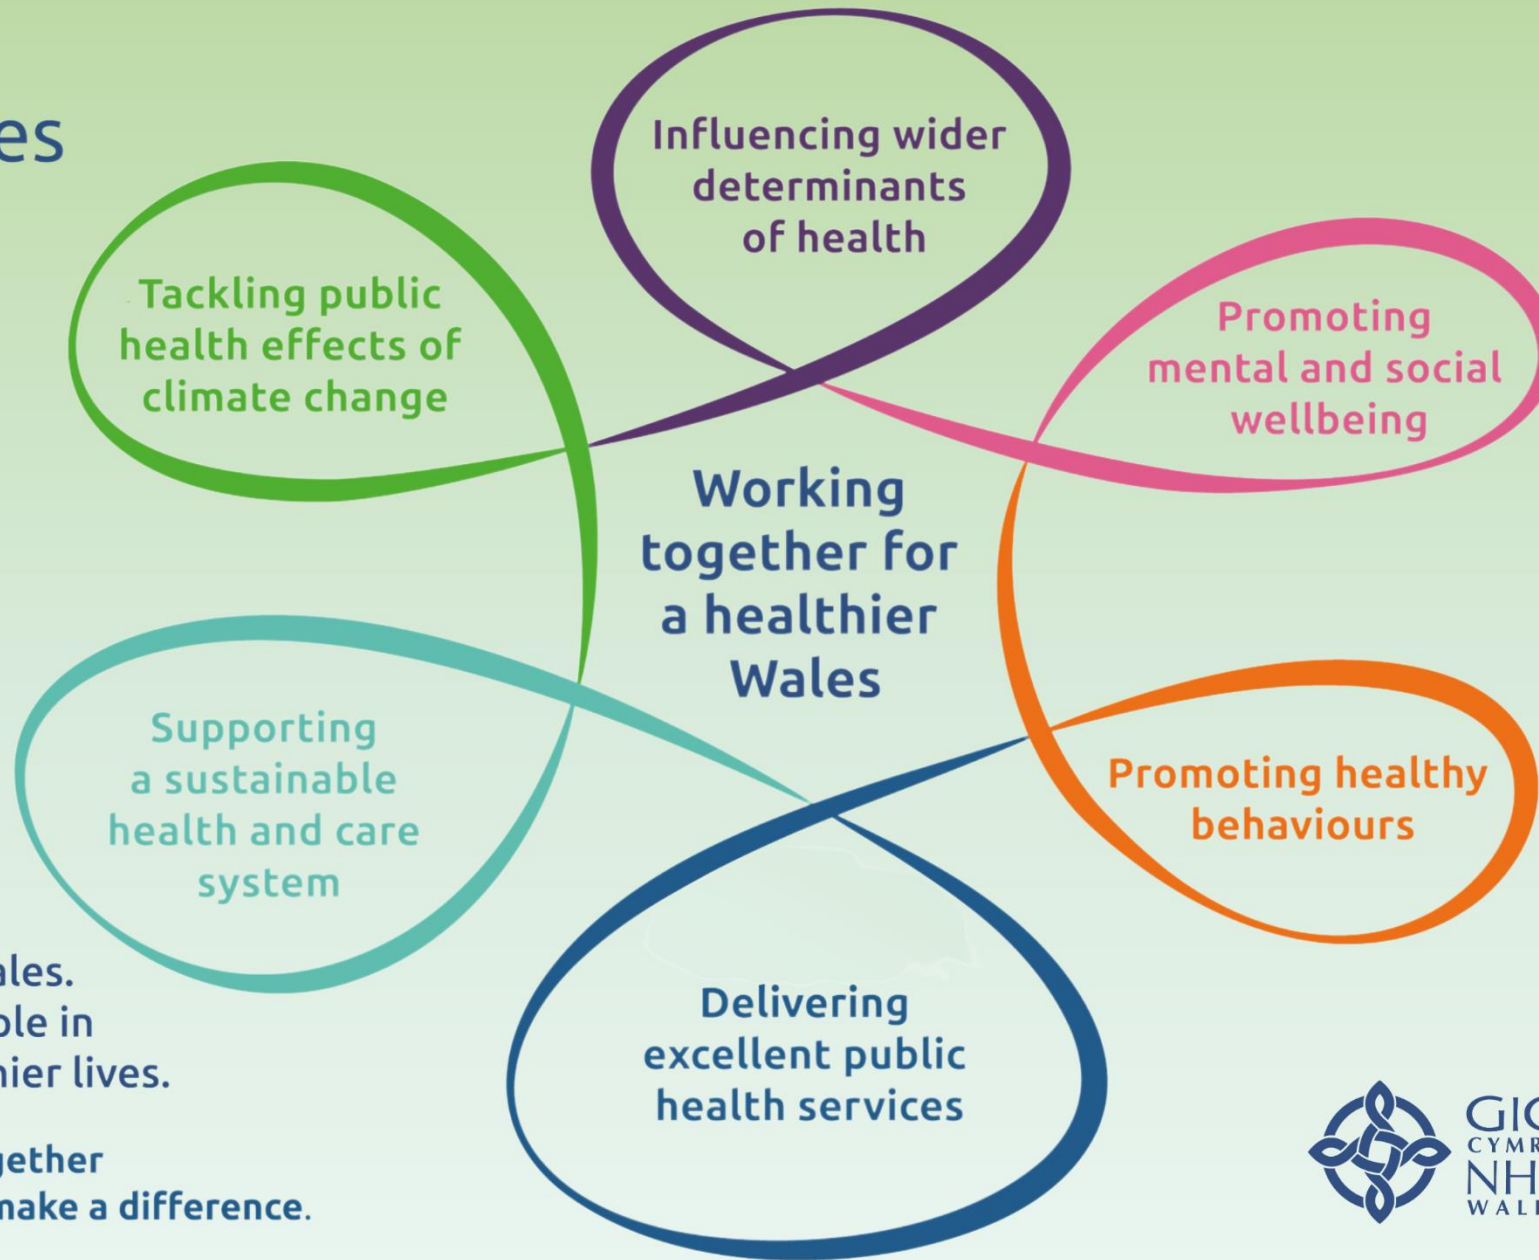 es
Influencing wider
determinants
of health
Tackling public
health effects of
climate change
Promoting
mental and social
wellbeing
Working
together for
a healthier
Wales
Supporting
a sustainable
health and care
system
Promoting healthy
behaviours
Delivering
excellent public
health services
ales.
ple in
hier lives.
gether
make a difference.
GIG
CYMR
NH
WAL